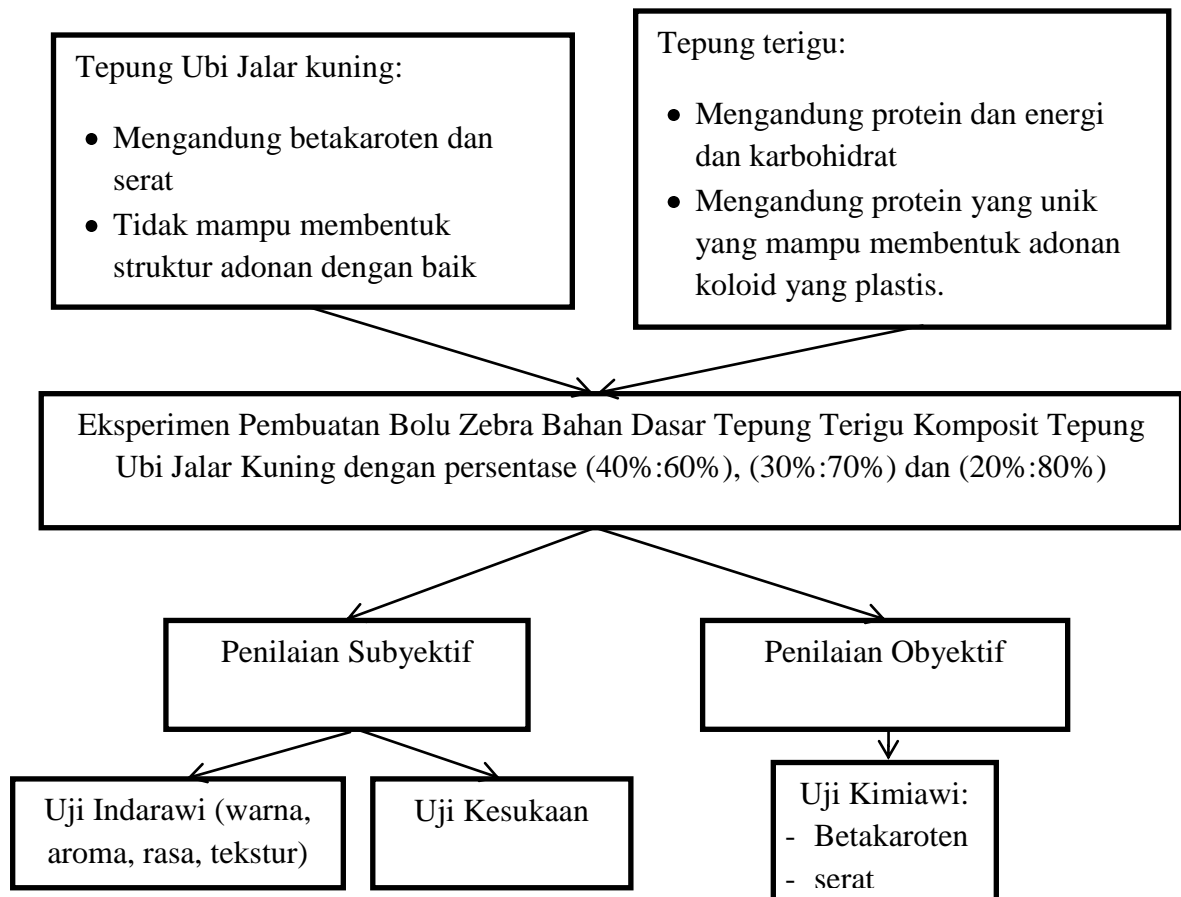 Tepung Ubi Jalar kuning:
• Mengandung betakaroten dan
serat
• Tidak mampu membentuk
struktur adonan dengan baik
Tepung terigu:
• Mengandung protein dan energi
dan karbohidrat
• Mengandung protein yang unik
yang mampu membentuk adonan
koloid yang plastis.
Eksperimen Pembuatan Bolu Zebra Bahan Dasar Tepung Terigu Komposit Tepung
Ubi Jalar Kuning dengan persentase (40%:60%), (30%:70%) dan (20%:80%)
Penilaian Subyektif
Penilaian Obyektif
Uji Indarawi (warna,
aroma, rasa, tekstur)
Uji Kesukaan
Uji Kimiawi:
- Betakaroten
- serat